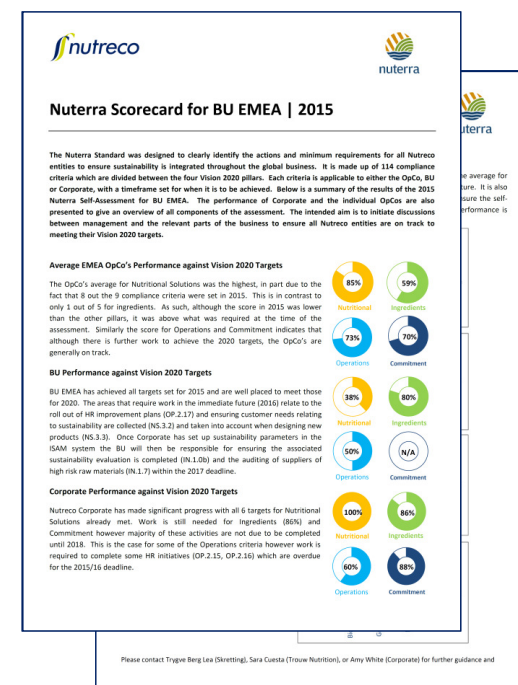 nutreco
nuterra
Nuterra Scorecard for BU EMEA | 2015
The Nuterra Standard was designed to clearly identify the actions and minimum requirements for all Nutreco
entities to ensure sustainability is integrated throughout the global business. It is made up of 114 compliance
criteria which are divided between the four Vision 2020 pillars. Each criteria is applicable to either the OpCo, BU
or Corporate, with a timeframe set for when it is to be achieved. Below is a summary of the results of the 2015
Nuterra Self-Assessment for BU EMEA. The performance of Corporate and the individual OpCos are also
presented to give an overview of all components of the assessment. The intended aim is to initiate discussions
between management and the relevant parts of the business to ensure all Nutreco entities are on track to
meeting their Vision 2020 targets.
Average EMEA OpCo's Performance against Vision 2020 Targets
The OpCo's average for Nutritional Solutions was the highest, in part due to the
fact that 8 out the 9 compliance criteria were set in 2015. This is in contrast to
only 1 out of 5 for ingredients. As such, although the score in 2015 was lower
than the other pillars, it was above what was required at the time of the
assessment. Similarly the score for Operations and Commitment indicates that
although there is further work to achieve the 2020 targets, the OpCo's are
generally on track.
85%
59%
Nutritional
Ingredients
73%
70%
Operations
Commitment
BU Performance against Vision 2020 Targets
BU EMEA has achieved all targets set for 2015 and are well placed to meet those
for 2020. The areas that require work in the immediate future (2016) relate to the
roll out of HR improvement plans (OP.2.17) and ensuring customer needs relating
to sustainability are collected (NS.3.2) and taken into account when designing new
products (NS.3.3). Once Corporate has set up sustainability parameters in the
ISAM system the BU will then be responsible for ensuring the associated
sustainability evaluation is completed (IN.1.0b) and the auditing of suppliers of
high risk raw materials (IN.1.7) within the 2017 deadline.
38%
80%
Nutritional
Ingredients
50%
N/A
Operations
Commitment
Corporate Performance against Vision 2020 Targets
Nutreco Corporate has made significant progress with all 6 targets for Nutritional
Solutions already met. Work is still needed for Ingredients (86%) and
Commitment however majority of these activities are not due to be completed
until 2018. This is the case for some of the Operations criteria however work is
required to complete some HR initiatives (OP.2.15, OP.2.16) which are overdue
for the 2015/16 deadline.
100%
86%
Nutritional
Ingredients
60%
88%
Operations
Commitment
uterra
e average for
ture. It is also
sure the self-
erformance is
Please contact Trygve Berg Lea (Skretting), Sara Cuesta (Trouw Nutrition), or Amy White (Corporate) for further guidance and